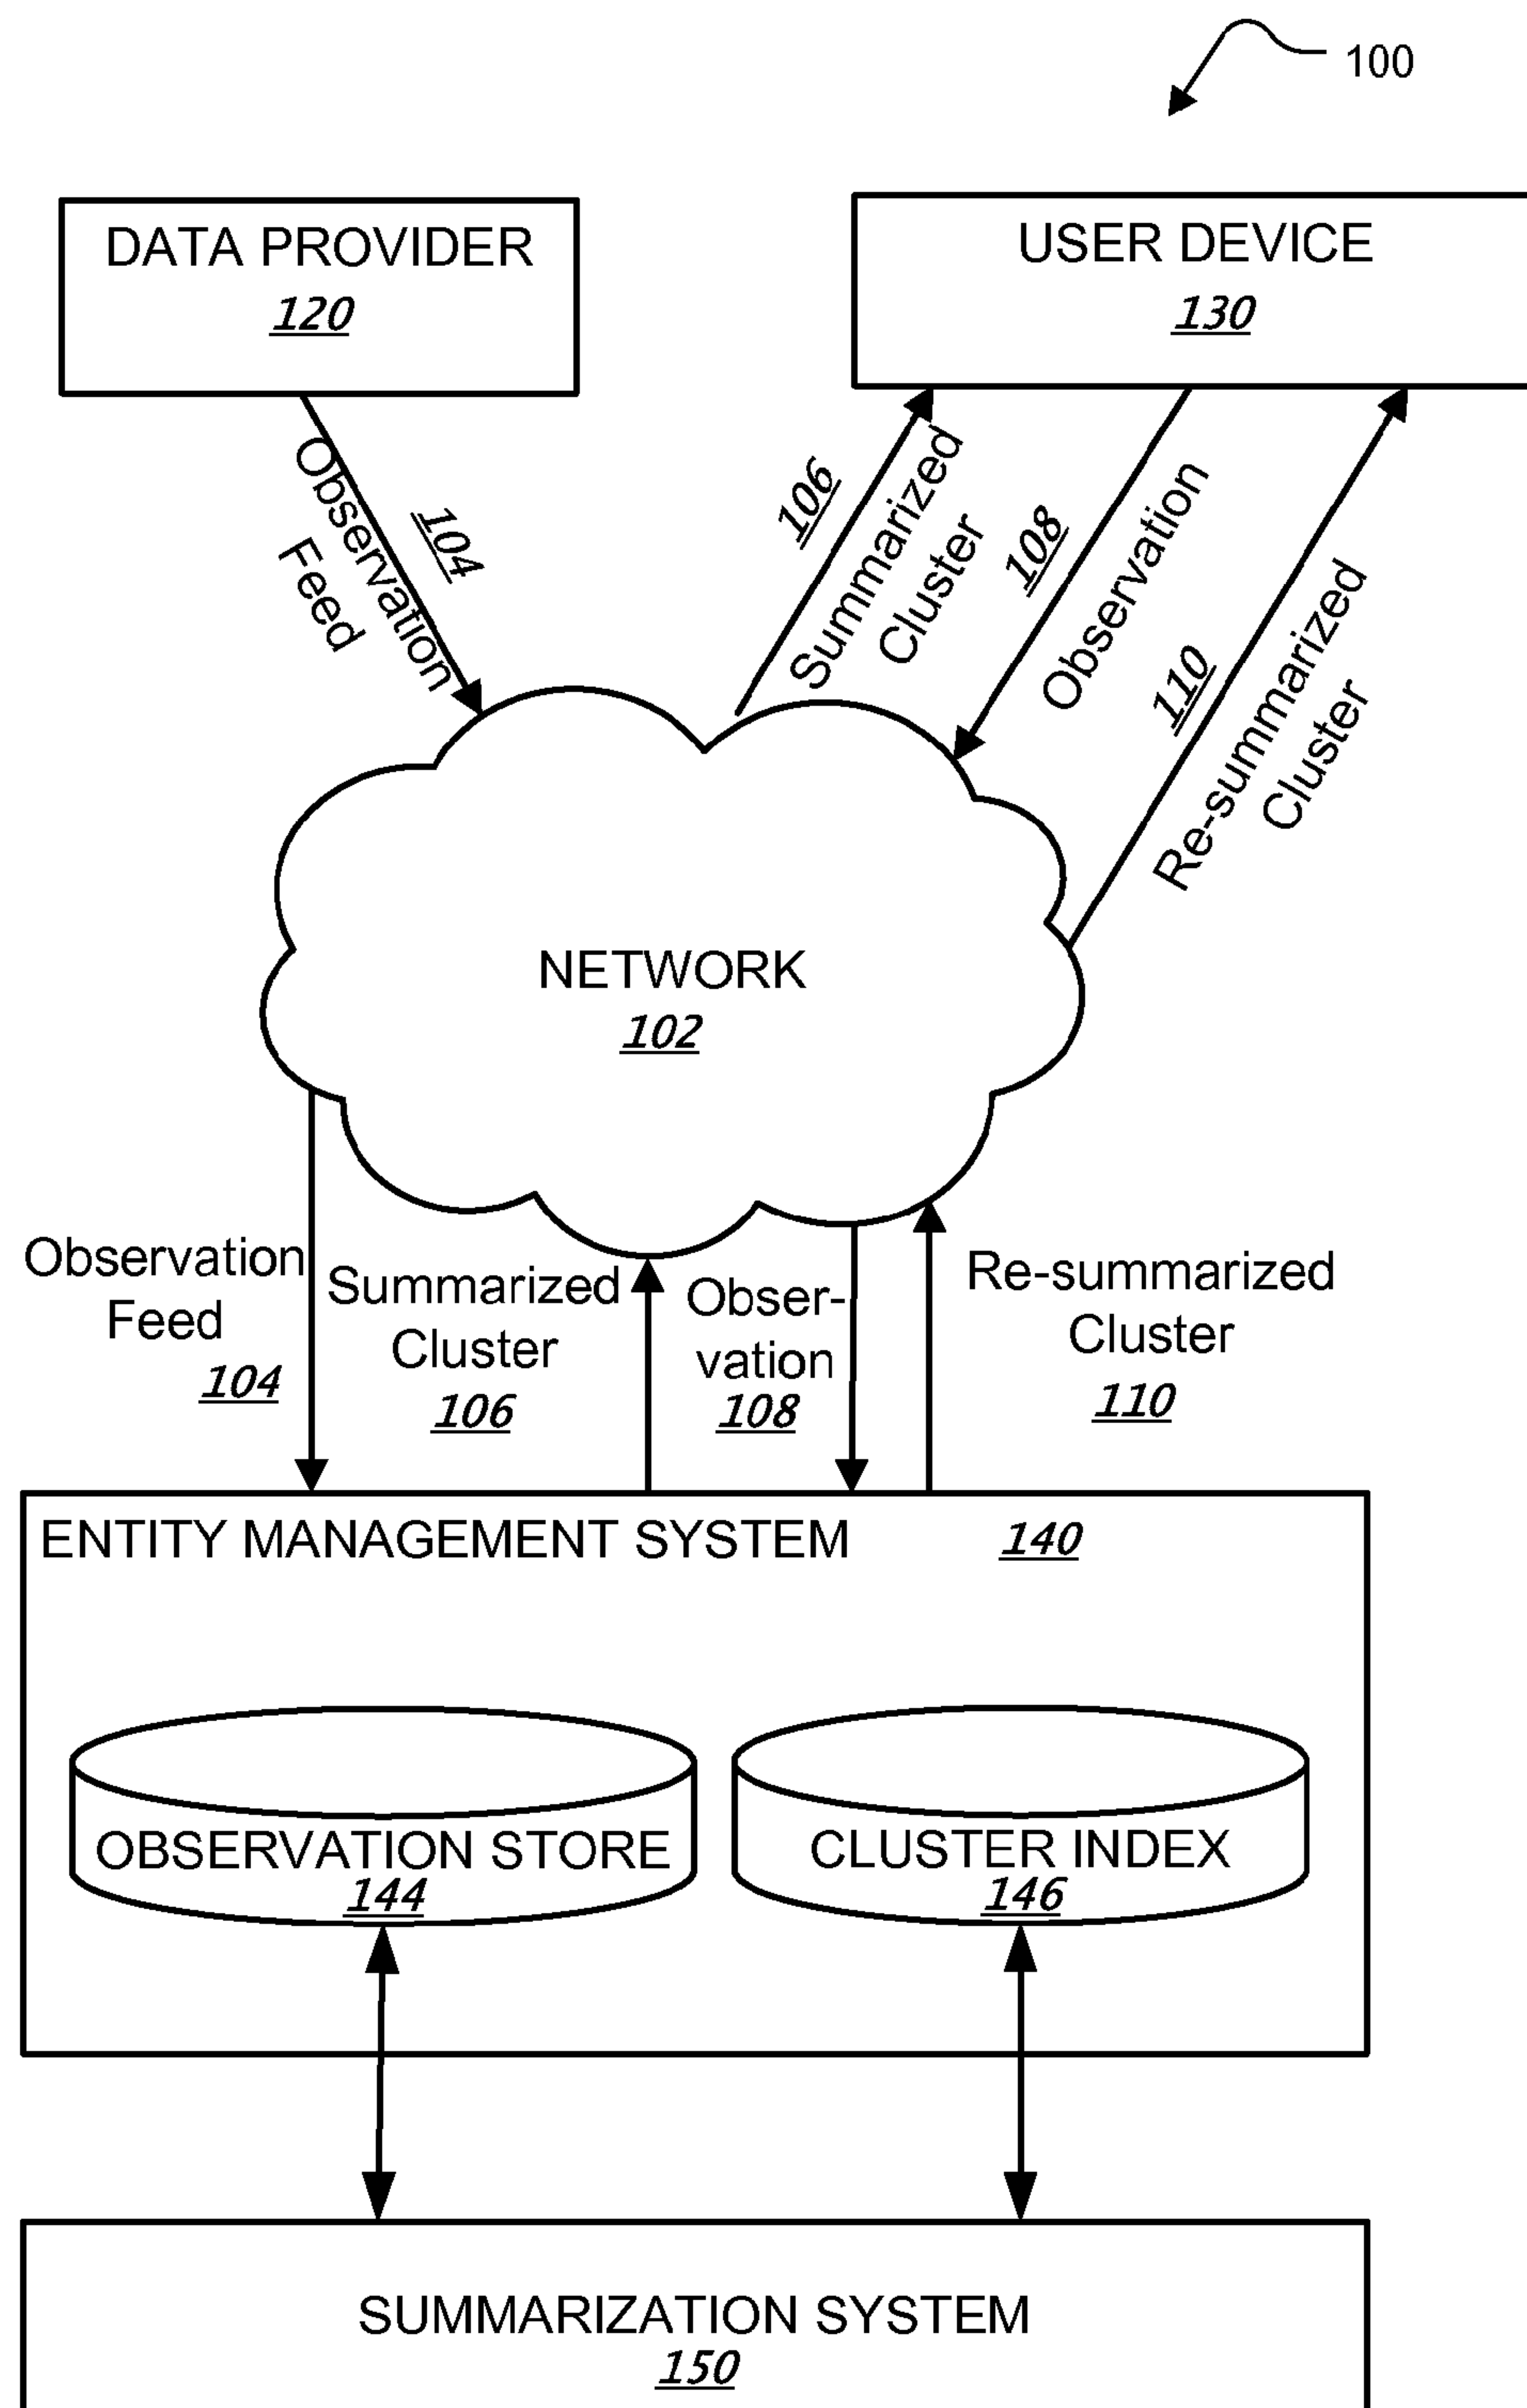 100
DATA PROVIDER
120
USER DEVICE
130
Observation
Feed
104
106
Summarized
Cluster
108
Observation
110
Re-summarized
Cluster
NETWORK
102
Observation
Feed
104
Summarized
Cluster
106
Obser-
vation
108
Re-summarized
Cluster
110
ENTITY MANAGEMENT SYSTEM 140
OBSERVATION STORE
144
CLUSTER INDEX
146
SUMMARIZATION SYSTEM
150